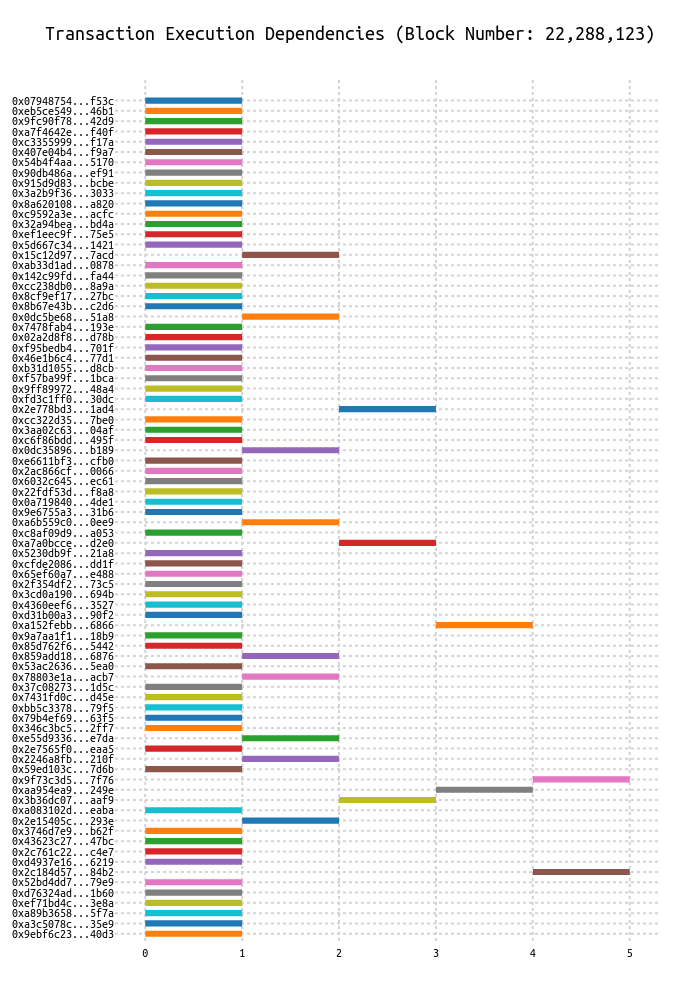 Transaction Execution Dependencies (Block Number: 22,288,123)
0x07948754...f53c
0xeb5ce549...46b1
0x9fc90f78...42d9
0xa7f4642e...f40f
0xc3355999...f17a
0x407e04b4...f9a7
0x54b4f4aa...5170
0x90db486a...ef91
0x915d9d83...bcbe
0x3a2b9f36...3033
0x8a620108...a820
0xc9592a3e...acfc
0x32a94bea...bd4a
0xef1eec9f...75e5
0x5d667c34...1421
0x15c12d97...7acd
0xab33d1ad...0878
0x142c99fd...fa44
0xcc238db0...8a9a
0x8cf9ef17...27bc
0x8b67e43b...c2d6
0x0dc5be68...51a8
0x7478fab4...193e
0x02a2d8f8...d78b
0xf95bedb4...701f
0x46e1b6c4...77d1
0xb31d1055...d8cb
0xf57ba99f...1bca
0x9ff89972...48a4
0xfd3c1ff0...30dc
0x2e778bd3...1ad4
0xcc322d35...7be0
0x3aa02c63...04af
0xc6f86bdd...495f
0x0dc35896...b189
0xe6611bf3...cfb0
0x2ac866cf...0066
0x6032c645...ec61
0x22fdf53d...f8a8
0x0a719840...4de1
0x9e6755a3...31b6
0xa6b559c0...0ee9
0xc8af09d9...a053
0xa7a0bcce...d2e0
0x5230db9f...21a8
0xcfde2086...dd1f
0x65ef60a7...e488
0x2f354df2...73c5
0x3cd0a190...694b
0x4360eef6...3527
0xd31b00a3...90f2
0xa152febb...6866
0x9a7aa1f1...18b9
0x85d762f6...5442
0x859add18...6876
0x53ac2636...5ea0
0x78803e1a...acb7
0x37c08273...1d5c
0x7431fd0c...d45e
0xbb5c3378...79f5
0x79b4ef69...63f5
0x346c3bc5...2ff7
0xe55d9336...e7da
0x2e7565f0...eaa5
0x2246a8fb...210f
0x59ed103c...7d6b
0x9f73c3d5...7f76
0xaa954ea9...249e
0x3b36dc07...aaf9
0xa083102d...eaba
0x2e15405c...293e
0x3746d7e9...b62f
0x43623c27...47bc
0x2c761c22...c4e7
0xd4937e16...6219
0x2c184d57...84b2
0x52bd4dd7...79e9
0xd76324ad...1b60
0xef71bd4c...3e8a
0xa89b3658...5f7a
0xa3c5078c...35e9
0x9ebf6c23...40d3
0 1 2 3 4 5